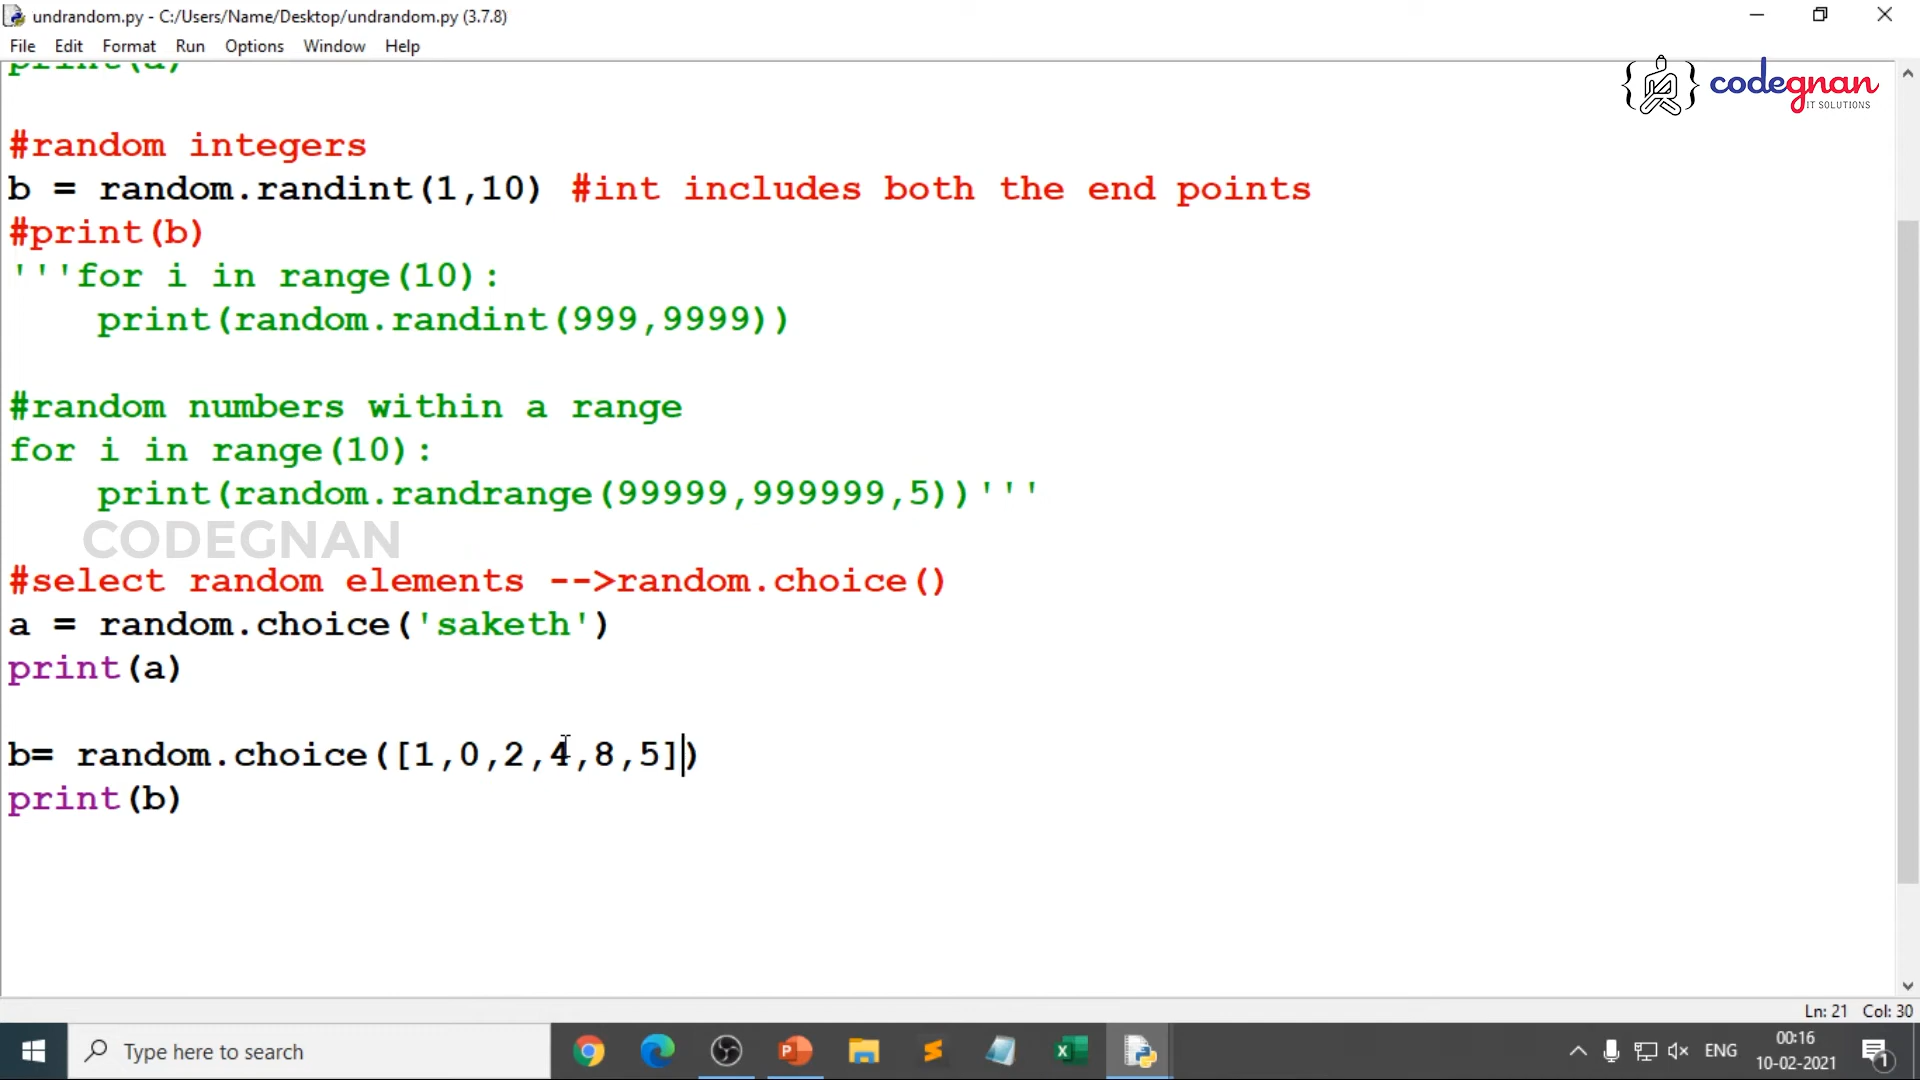 undrandom.py - C:/Users/Name/Desktop/undrandom.py (3.7.8)
File Edit Format Run Options Window Help
print(a)
codegnan
IT SOLUTIONS
#random integers
b = random.randint(1,10) #int includes both the end points
#print(b)
'''for i in range(10):
    print(random.randint(999,9999))
#random numbers within a range
for i in range(10):
    print(random.randrange(99999,999999,5))'''
CODEGNAN
#select random elements -->random.choice()
a = random.choice('saketh')
print(a)
b= random.choice([1,0,2,4,8,5])
print(b)
Ln: 21 Col: 30
Type here to search
ENG
00:16
10-02-2021
1